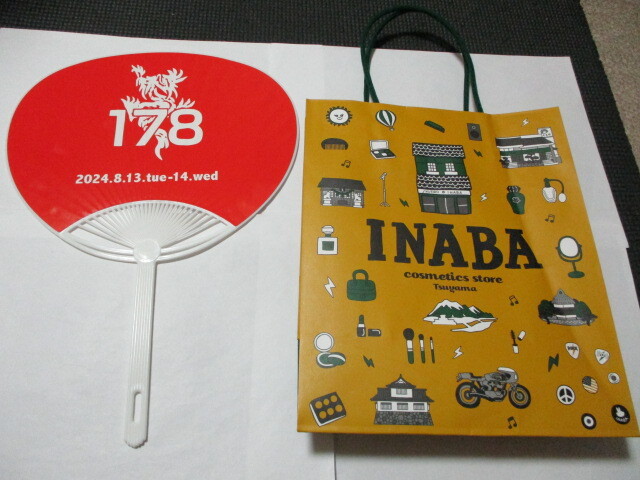 178
2024.8.13.tue-14.wed
INABA
cosmetics store
Tsuyama